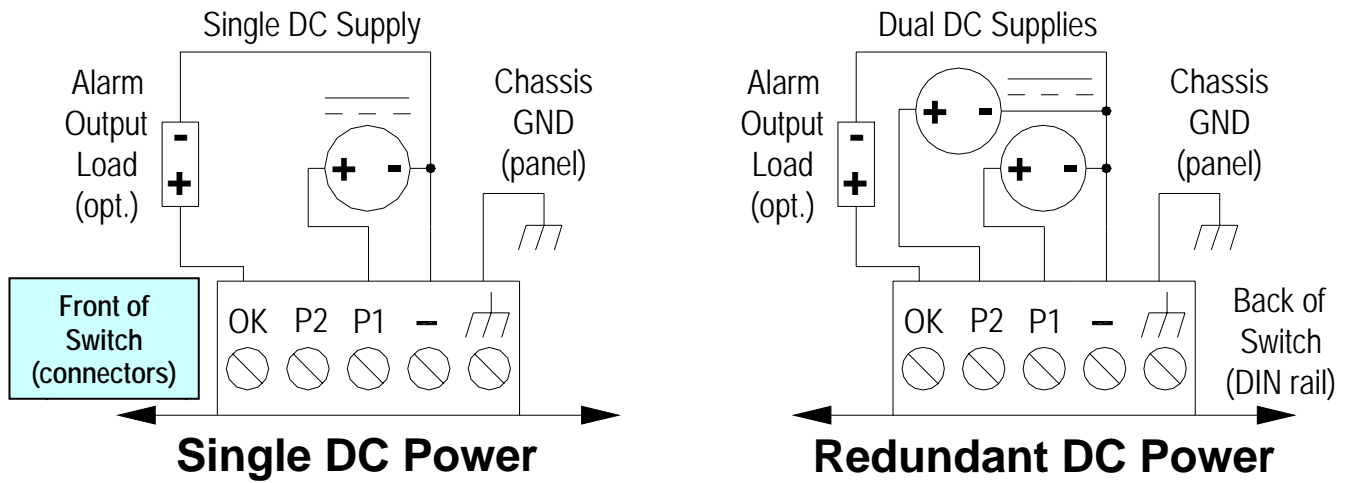 Single DC Supply
Alarm
Output
Load
(opt.)
- +
+ -
Chassis
GND
(panel)
Front of
Switch
(connectors)
OK P2 P1 –
Single DC Power
Dual DC Supplies
Alarm
Output
Load
(opt.)
- +
+ -
+ -
Chassis
GND
(panel)
OK P2 P1 –
Back of
Switch
(DIN rail)
Redundant DC Power